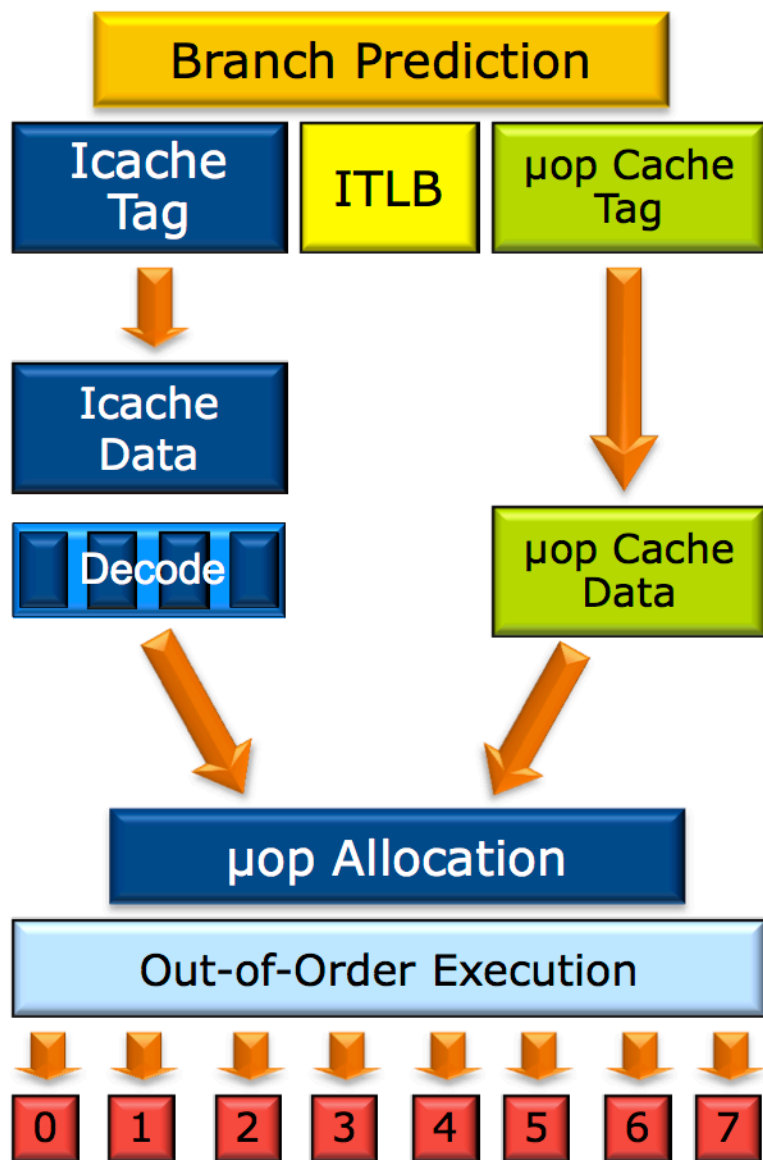 Branch Prediction
Icache
Tag
ITLB
µop Cache
Tag
Icache
Data
µop Cache
Data
Decode
µop Allocation
Out-of-Order Execution
0 1 2 3 4 5 6 7